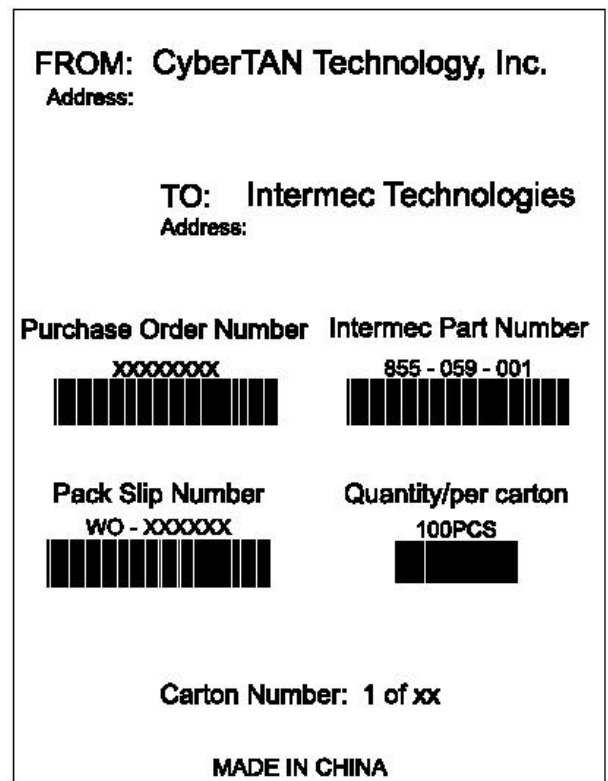 FROM: CyberTAN Technology, Inc.
Address:
TO: Intermec Technologies
Address:
Purchase Order Number Intermec Part Number
XXXXXXXX 855 - 059 - 001
Pack Slip Number Quantity/per carton
WO - XXXXXX 100PCS
Carton Number: 1 of xx
MADE IN CHINA